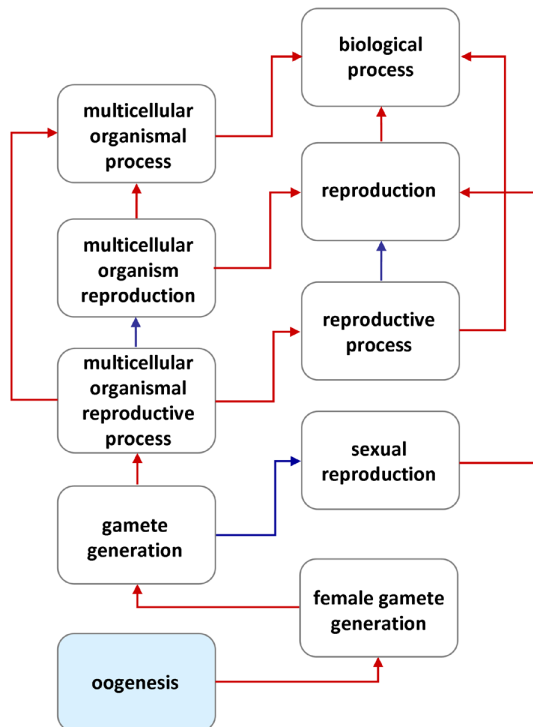 biological
process
multicellular
organismal
process
reproduction
multicellular
organism
reproduction
reproductive
process
multicellular
organismal
reproductive
process
sexual
reproduction
gamete
generation
female gamete
generation
oogenesis